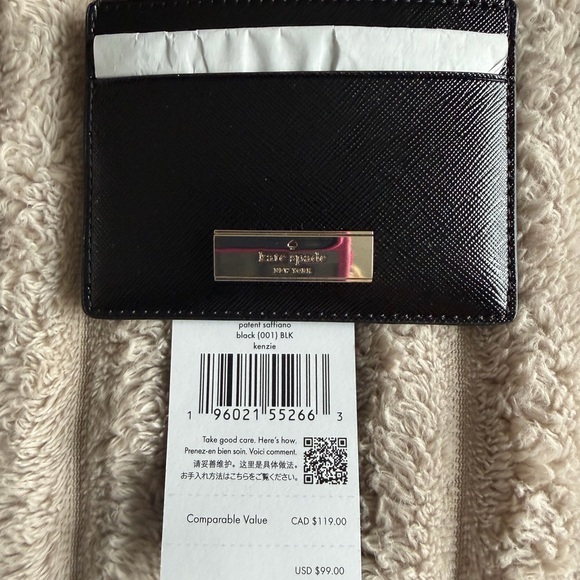 kate spade
NEW YORK
patent saffiano
black (001) BLK
kenzie
1 96021 55266 3
Take good care. Here's how.
Prenez-en bien soin. Voici comment.
请妥善维护。这里是具体做法。
お手入れ方法はこちらをご覧ください。
Comparable Value CAD $119.00
USD $99.00